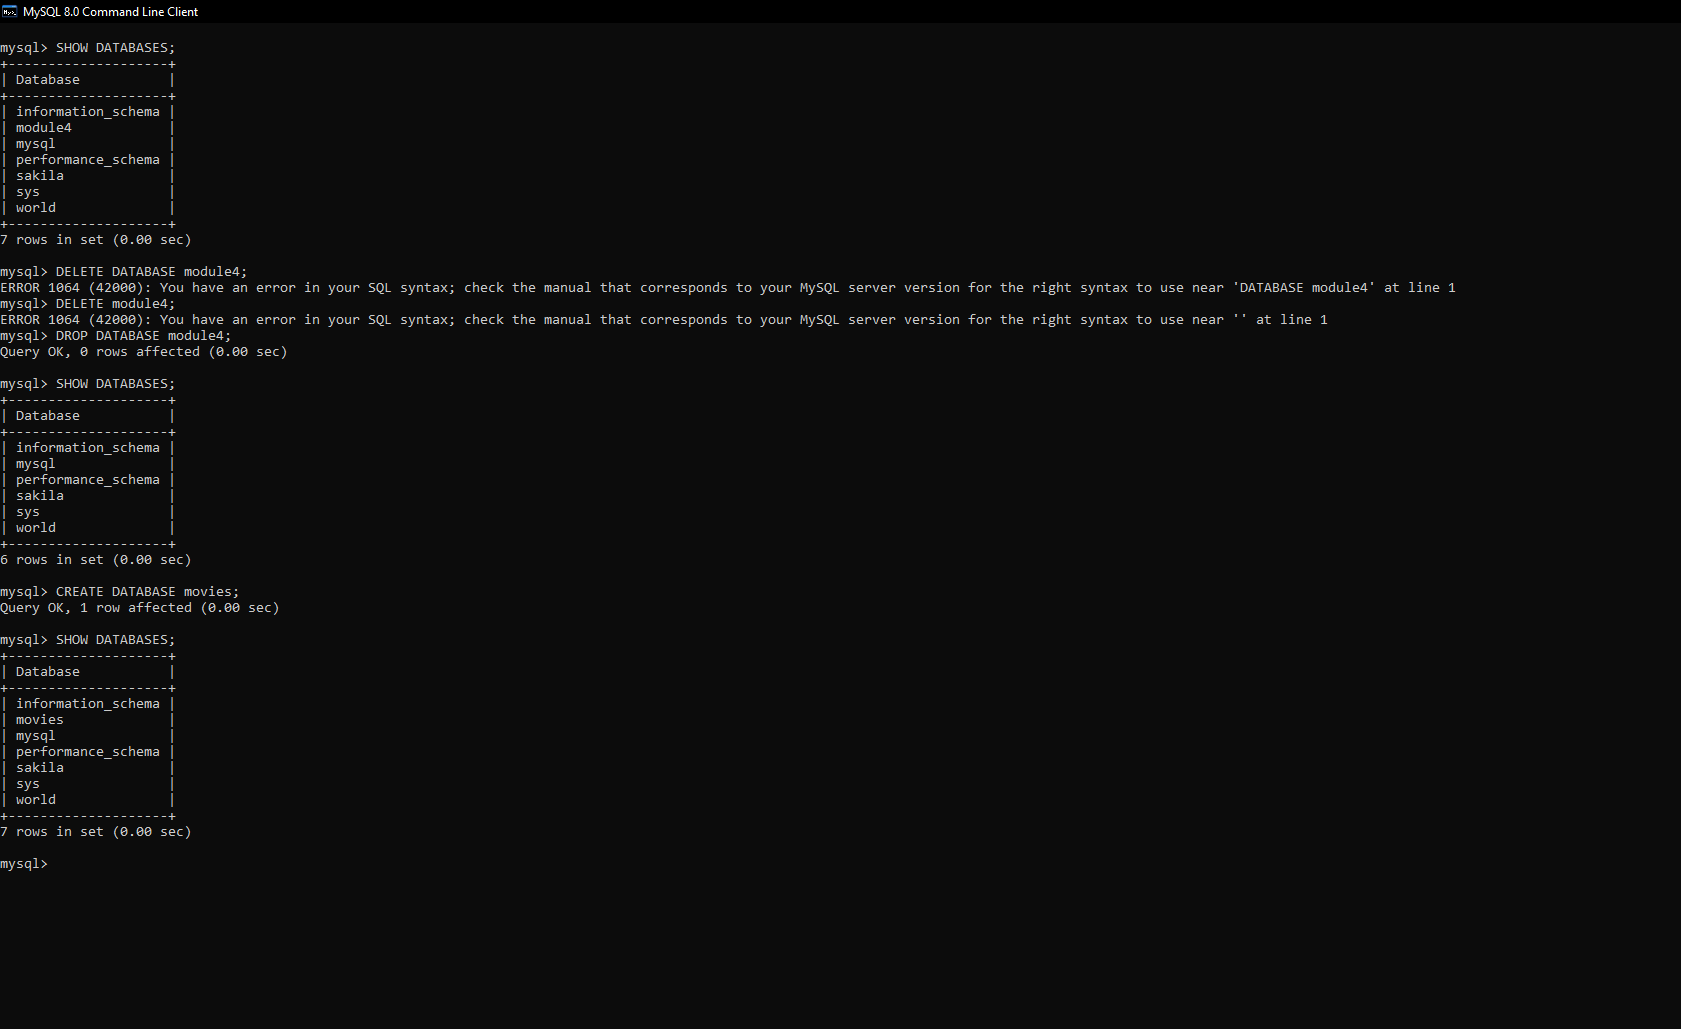 MySQL 8.0 Command Line Client
mysql> SHOW DATABASES;
+--------------------+
| Database           |
+--------------------+
| information_schema |
| module4            |
| mysql              |
| performance_schema |
| sakila             |
| sys                |
| world              |
+--------------------+
7 rows in set (0.00 sec)
mysql> DELETE DATABASE module4;
ERROR 1064 (42000): You have an error in your SQL syntax; check the manual that corresponds to your MySQL server version for the right syntax to use near 'DATABASE module4' at line 1
mysql> DELETE module4;
ERROR 1064 (42000): You have an error in your SQL syntax; check the manual that corresponds to your MySQL server version for the right syntax to use near '' at line 1
mysql> DROP DATABASE module4;
Query OK, 0 rows affected (0.00 sec)
mysql> SHOW DATABASES;
+--------------------+
| Database           |
+--------------------+
| information_schema |
| mysql              |
| performance_schema |
| sakila             |
| sys                |
| world              |
+--------------------+
6 rows in set (0.00 sec)
mysql> CREATE DATABASE movies;
Query OK, 1 row affected (0.00 sec)
mysql> SHOW DATABASES;
+--------------------+
| Database           |
+--------------------+
| information_schema |
| movies             |
| mysql              |
| performance_schema |
| sakila             |
| sys                |
| world              |
+--------------------+
7 rows in set (0.00 sec)
mysql>